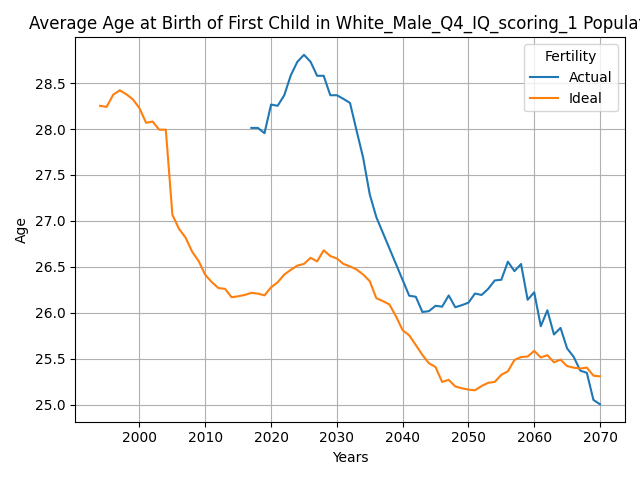 Average Age at Birth of First Child in White_Male_Q4_IQ_scoring_1 Populat
Fertility
Actual
Ideal
28.5
28.0
27.5
27.0
26.5
26.0
25.5
25.0
Age
2000 2010 2020 2030 2040 2050 2060 2070
Years